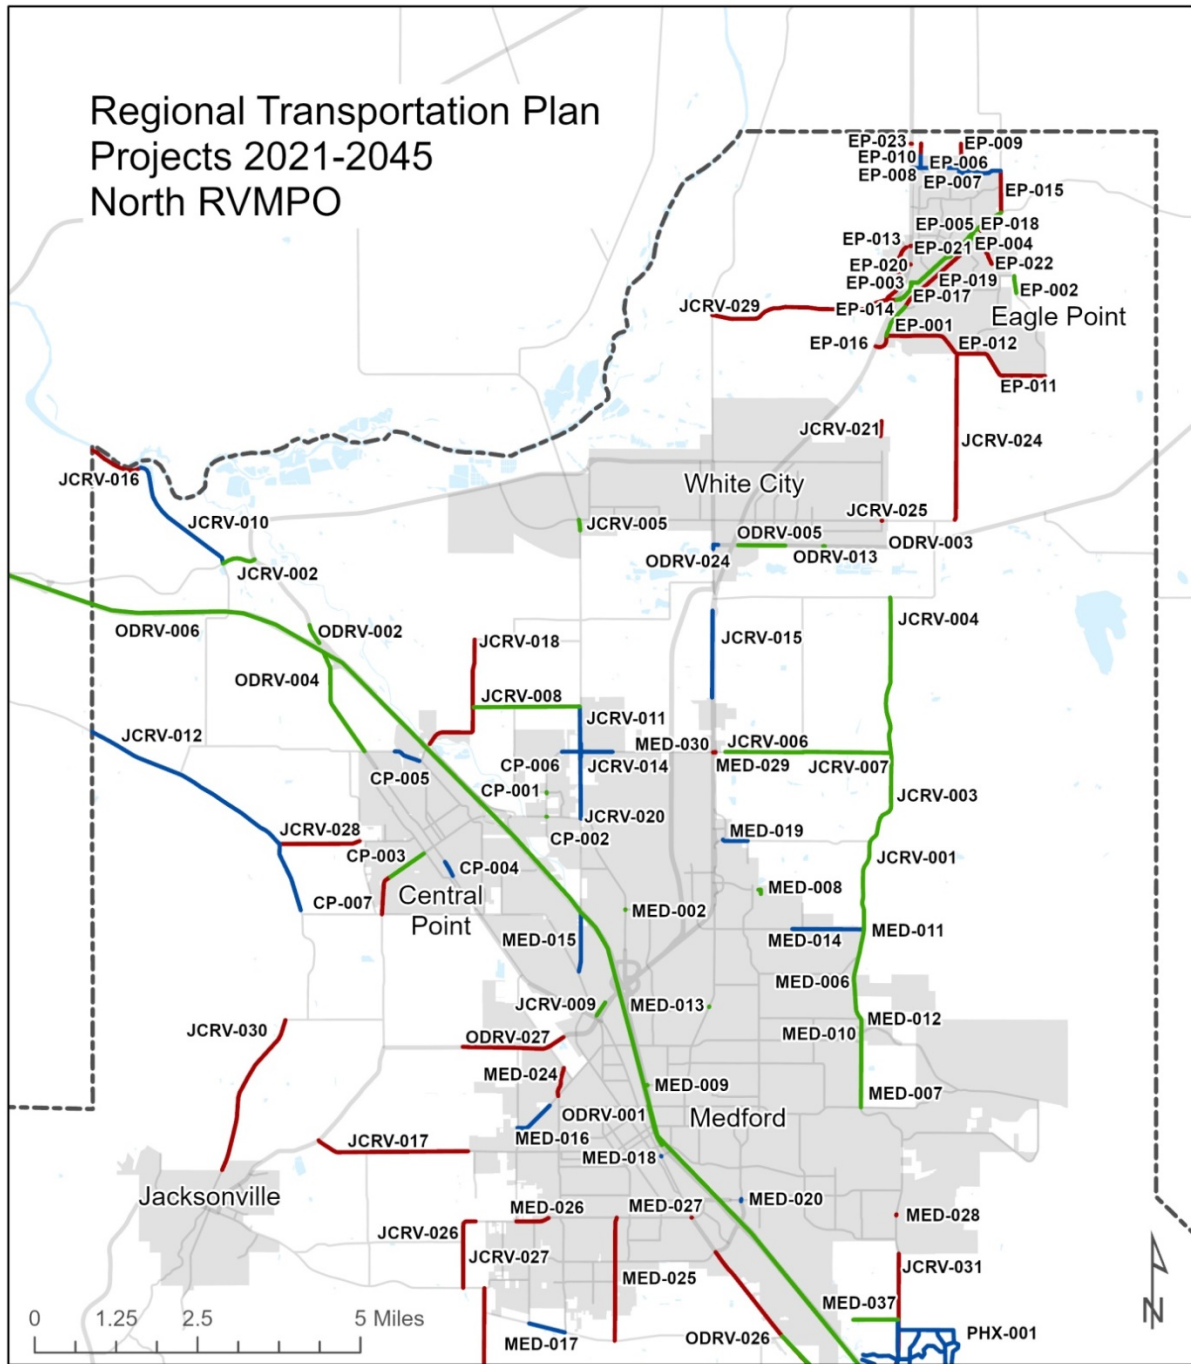 Regional Transportation Plan
Projects 2021-2045
North RVMPO
EP-023
EP-009
EP-010
EP-006
EP-008
EP-007
EP-015
EP-005
EP-018
EP-013
EP-021
EP-004
EP-020
EP-022
EP-003
EP-019
EP-002
EP-017
JCRV-029
EP-014
Eagle Point
EP-001
EP-016
EP-012
EP-011
JCRV-021
JCRV-024
JCRV-016
White City
JCRV-010
JCRV-005
JCRV-025
ODRV-005
ODRV-003
ODRV-024
ODRV-013
JCRV-002
ODRV-006
ODRV-002
JCRV-018
JCRV-015
JCRV-004
ODRV-004
JCRV-008
JCRV-011
JCRV-012
MED-030
JCRV-006
CP-006
JCRV-014
MED-029
JCRV-007
CP-005
CP-001
JCRV-003
JCRV-020
JCRV-028
CP-002
MED-019
CP-003
CP-004
JCRV-001
MED-008
CP-007
Central
Point
MED-002
MED-015
MED-014
MED-011
MED-006
JCRV-009
MED-013
MED-012
JCRV-030
ODRV-027
MED-010
MED-024
MED-009
MED-007
ODRV-001
Medford
MED-016
JCRV-017
MED-018
Jacksonville
MED-020
MED-026
MED-027
MED-028
JCRV-026
JCRV-027
JCRV-031
MED-025
MED-037
0 1.25 2.5 5 Miles
MED-017
ODRV-026
PHX-001
N